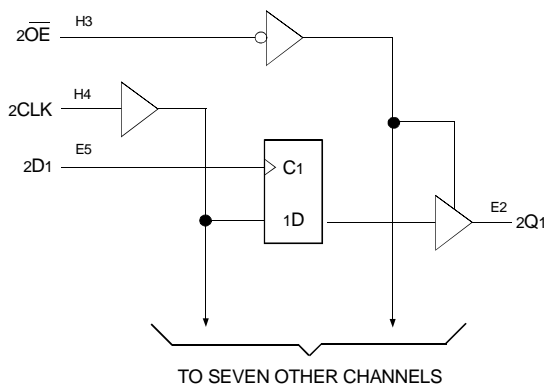 2OE H3
2CLK H4
2D1 E5
C1
1D
E2 2Q1
TO SEVEN OTHER CHANNELS